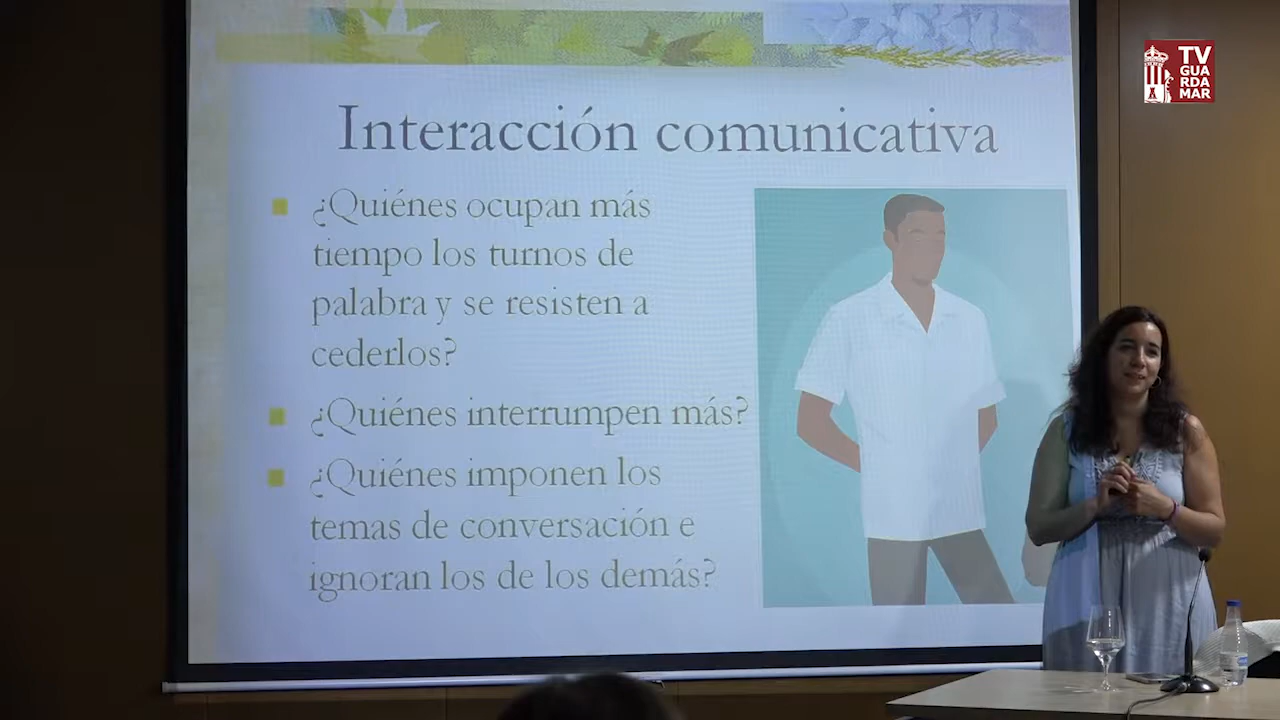 TV
GUA
RDA
MAR
Interacción comunicativa
¿Quiénes ocupan más
tiempo los turnos de
palabra y se resisten a
cederlos?
¿Quiénes interrumpen más?
¿Quiénes imponen los
temas de conversación e
ignoran los de los demás?